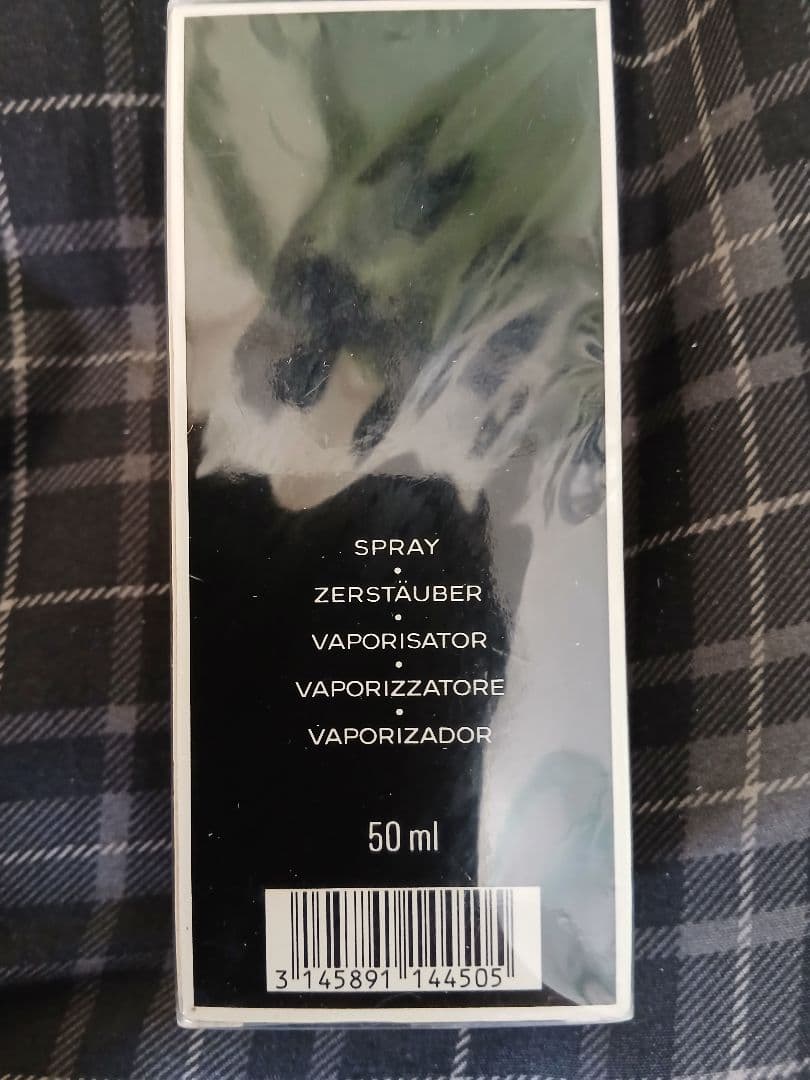 SPRAY
•
ZERSTÄUBER
•
VAPORISATOR
•
VAPORIZZATORE
•
VAPORIZADOR
50 ml
3 145891 144505